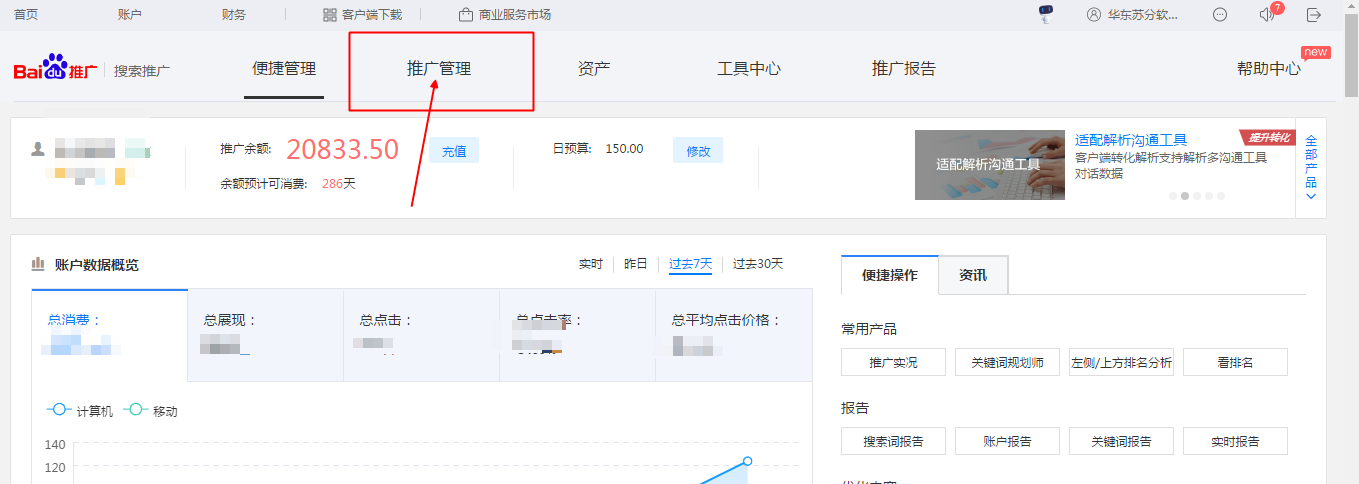 首页 账户 财务 客户端下载 商业服务市场 华东苏分软... 7
Baidu推广 搜索推广 便捷管理 推广管理 资产 工具中心 推广报告 帮助中心 new
推广余额: 20833.50 充值 日预算: 150.00 修改
余额预计可消费: 286天
适配解析沟通工具
适配解析沟通工具 提升转化
客户端转化解析支持解析多沟通工具
对话数据
全部产品
账户数据概览 实时 昨日 过去7天 过去30天
总消费: 总展现: 总点击: 总点击率: 总平均点击价格:
计算机 移动
140
120
便捷操作 资讯
常用产品
推广实况 关键词规划师 左侧/上方排名分析 看排名
报告
搜索词报告 账户报告 关键词报告 实时报告